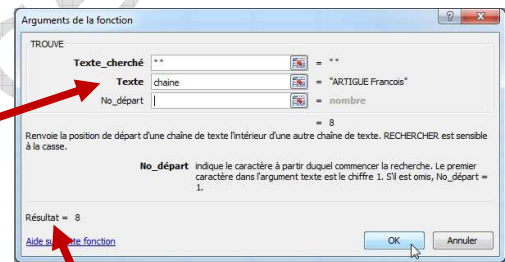 Arguments de la fonction
TROUVE
Texte_cherché " " = " "
Texte chaine = "ARTIGUE Francois"
No_départ = nombre
= 8
Renvoie la position de départ d'une chaîne de texte l'intérieur d'une autre chaîne de texte. RECHERCHER est sensible
à la casse.
No_départ indique le caractère à partir duquel commencer la recherche. Le premier
caractère dans l'argument texte est le chiffre 1. S'il est omis, No_départ =
1.
Résultat = 8
Aide fonction
OK Annuler